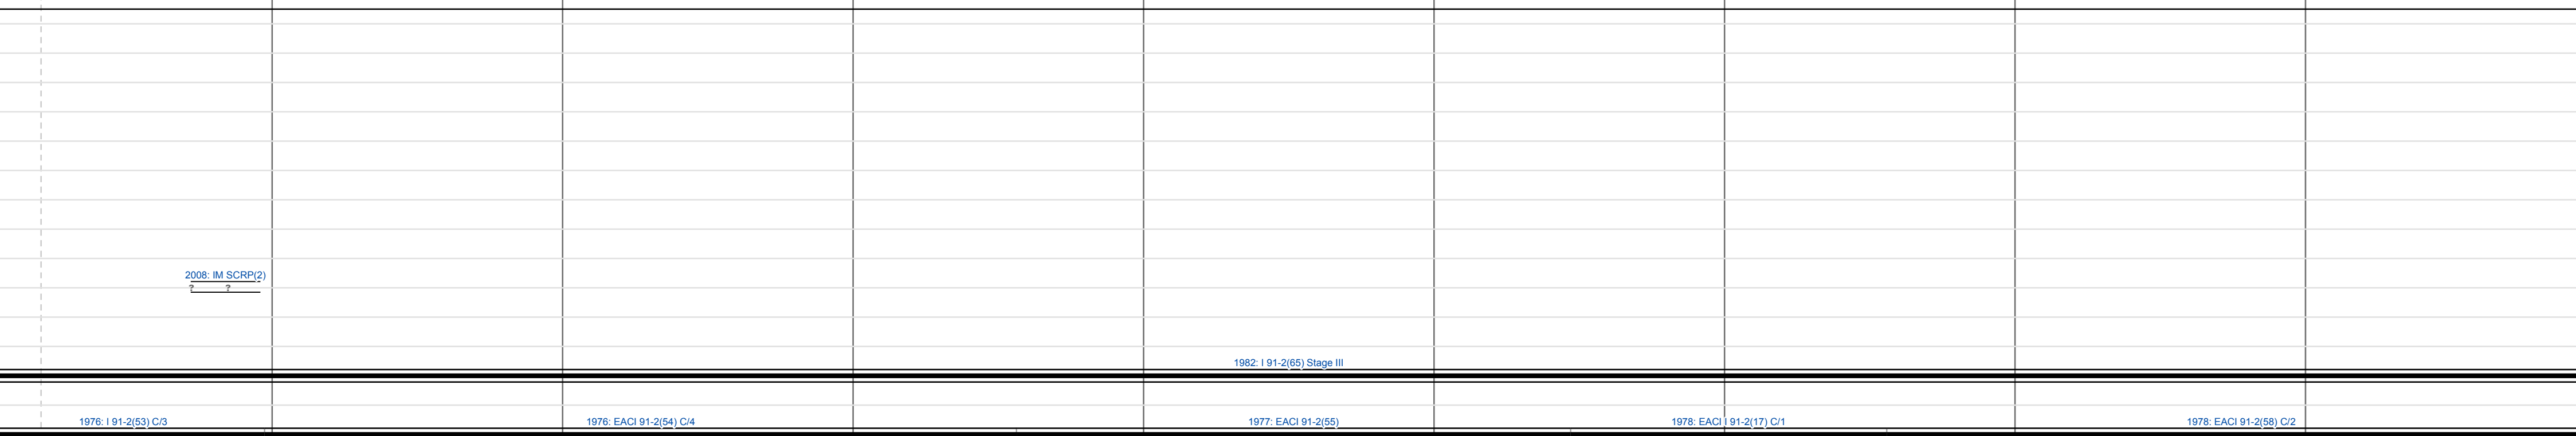 2008: IM SCRP(2)
? ?
1982: I 91-2(65) Stage III
1976: I 91-2(53) C/3
1976: EACI 91-2(54) C/4
1977: EACI 91-2(55)
1978: EACI I 91-2(17) C/1
1978: EACI 91-2(58) C/2